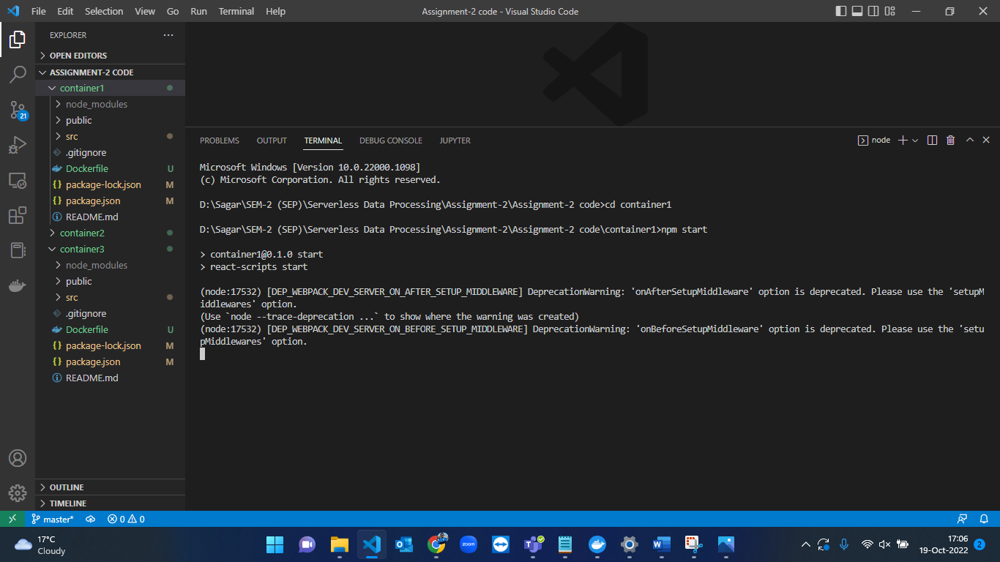 File Edit Selection View Go Run Terminal Help
Assignment-2 code - Visual Studio Code
EXPLORER
OPEN EDITORS
ASSIGNMENT-2 CODE
container1
node_modules
public
src
.gitignore
Dockerfile U
package-lock.json M
package.json M
README.md
container2
container3
node_modules
public
src
.gitignore
Dockerfile U
package-lock.json M
package.json M
README.md
OUTLINE
TIMELINE
21
PROBLEMS OUTPUT TERMINAL DEBUG CONSOLE JUPYTER
node
Microsoft Windows [Version 10.0.22000.1098]
(c) Microsoft Corporation. All rights reserved.
D:\Sagar\SEM-2 (SEP)\Serverless Data Processing\Assignment-2\Assignment-2 code>cd container1
D:\Sagar\SEM-2 (SEP)\Serverless Data Processing\Assignment-2\Assignment-2 code\container1>npm start
> container1@0.1.0 start
> react-scripts start
(node:17532) [DEP_WEBPACK_DEV_SERVER_ON_AFTER_SETUP_MIDDLEWARE] DeprecationWarning: 'onAfterSetupMiddleware' option is deprecated. Please use the 'setupM
iddlewares' option.
(Use `node --trace-deprecation ...` to show where the warning was created)
(node:17532) [DEP_WEBPACK_DEV_SERVER_ON_BEFORE_SETUP_MIDDLEWARE] DeprecationWarning: 'onBeforeSetupMiddleware' option is deprecated. Please use the 'setu
pMiddlewares' option.
master* 0 0
17°C
Cloudy
zoom
17:06
19-Oct-2022
2